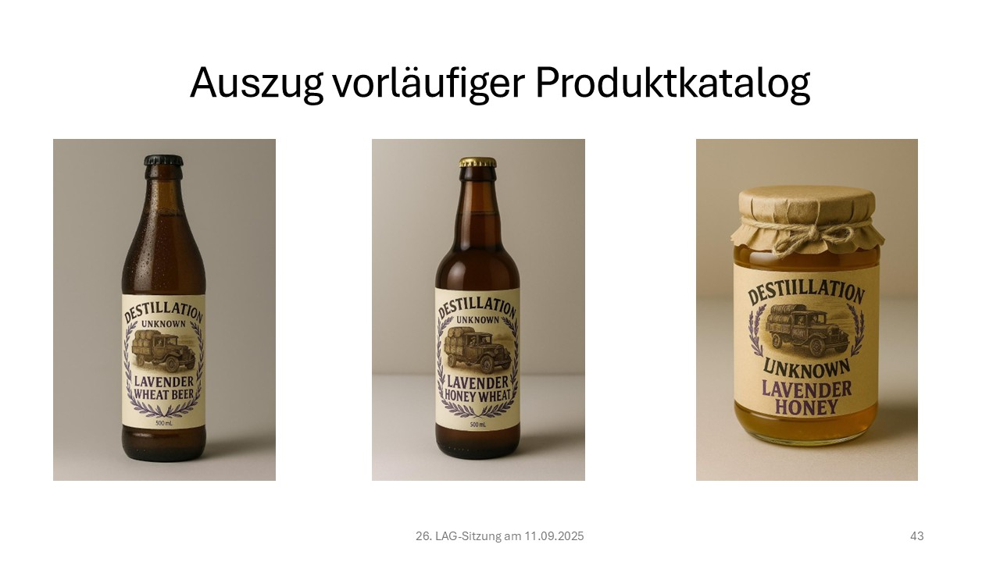 Auszug vorläufiger Produktkatalog
DESTILLATION
UNKNOWN
LAVENDER
WHEAT BEER
500 mL
DESTILLATION
UNKNOWN
LAVENDER
HONEY WHEAT
500 mL
DESTIILLATION
UNKNOWN
LAVENDER
HONEY
26. LAG-Sitzung am 11.09.2025
43